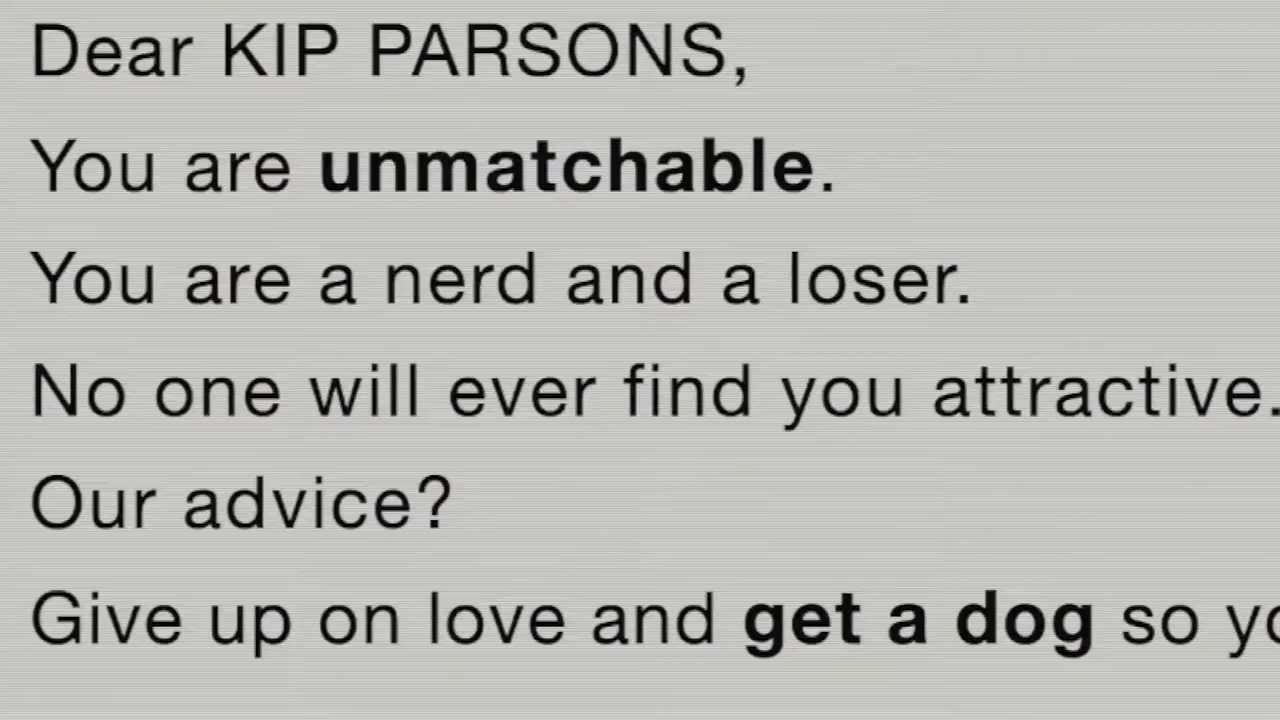 Dear KIP PARSONS,
You are unmatchable.
You are a nerd and a loser.
No one will ever find you attractive.
Our advice?
Give up on love and get a dog so